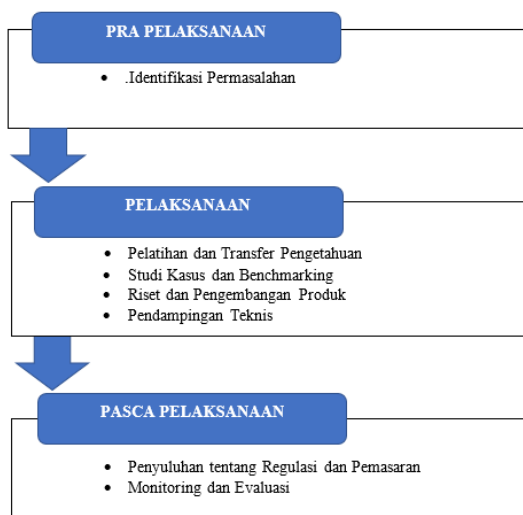 PRA PELAKSANAAN
• .Identifikasi Permasalahan
PELAKSANAAN
• Pelatihan dan Transfer Pengetahuan
• Studi Kasus dan Benchmarking
• Riset dan Pengembangan Produk
• Pendampingan Teknis
PASCA PELAKSANAAN
• Penyuluhan tentang Regulasi dan Pemasaran
• Monitoring dan Evaluasi